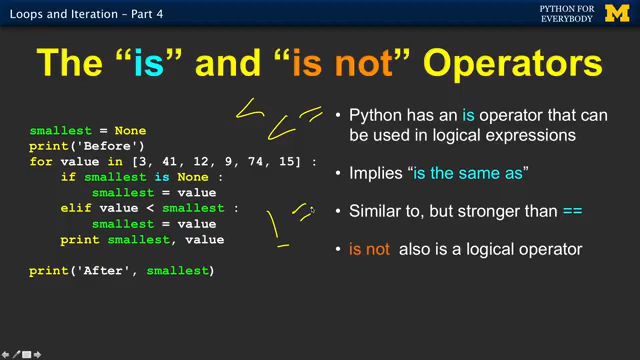 Loops and Iteration – Part 4
PYTHON FOR
EVERYBODY
M
The “is” and “is not” Operators
smallest = None
print('Before')
for value in [3, 41, 12, 9, 74, 15] :
    if smallest is None :
        smallest = value
    elif value < smallest :
        smallest = value
    print smallest, value
print('After', smallest)
< <=
!=
• Python has an is operator that can
be used in logical expressions
• Implies “is the same as”
• Similar to, but stronger than ==
• is not also is a logical operator